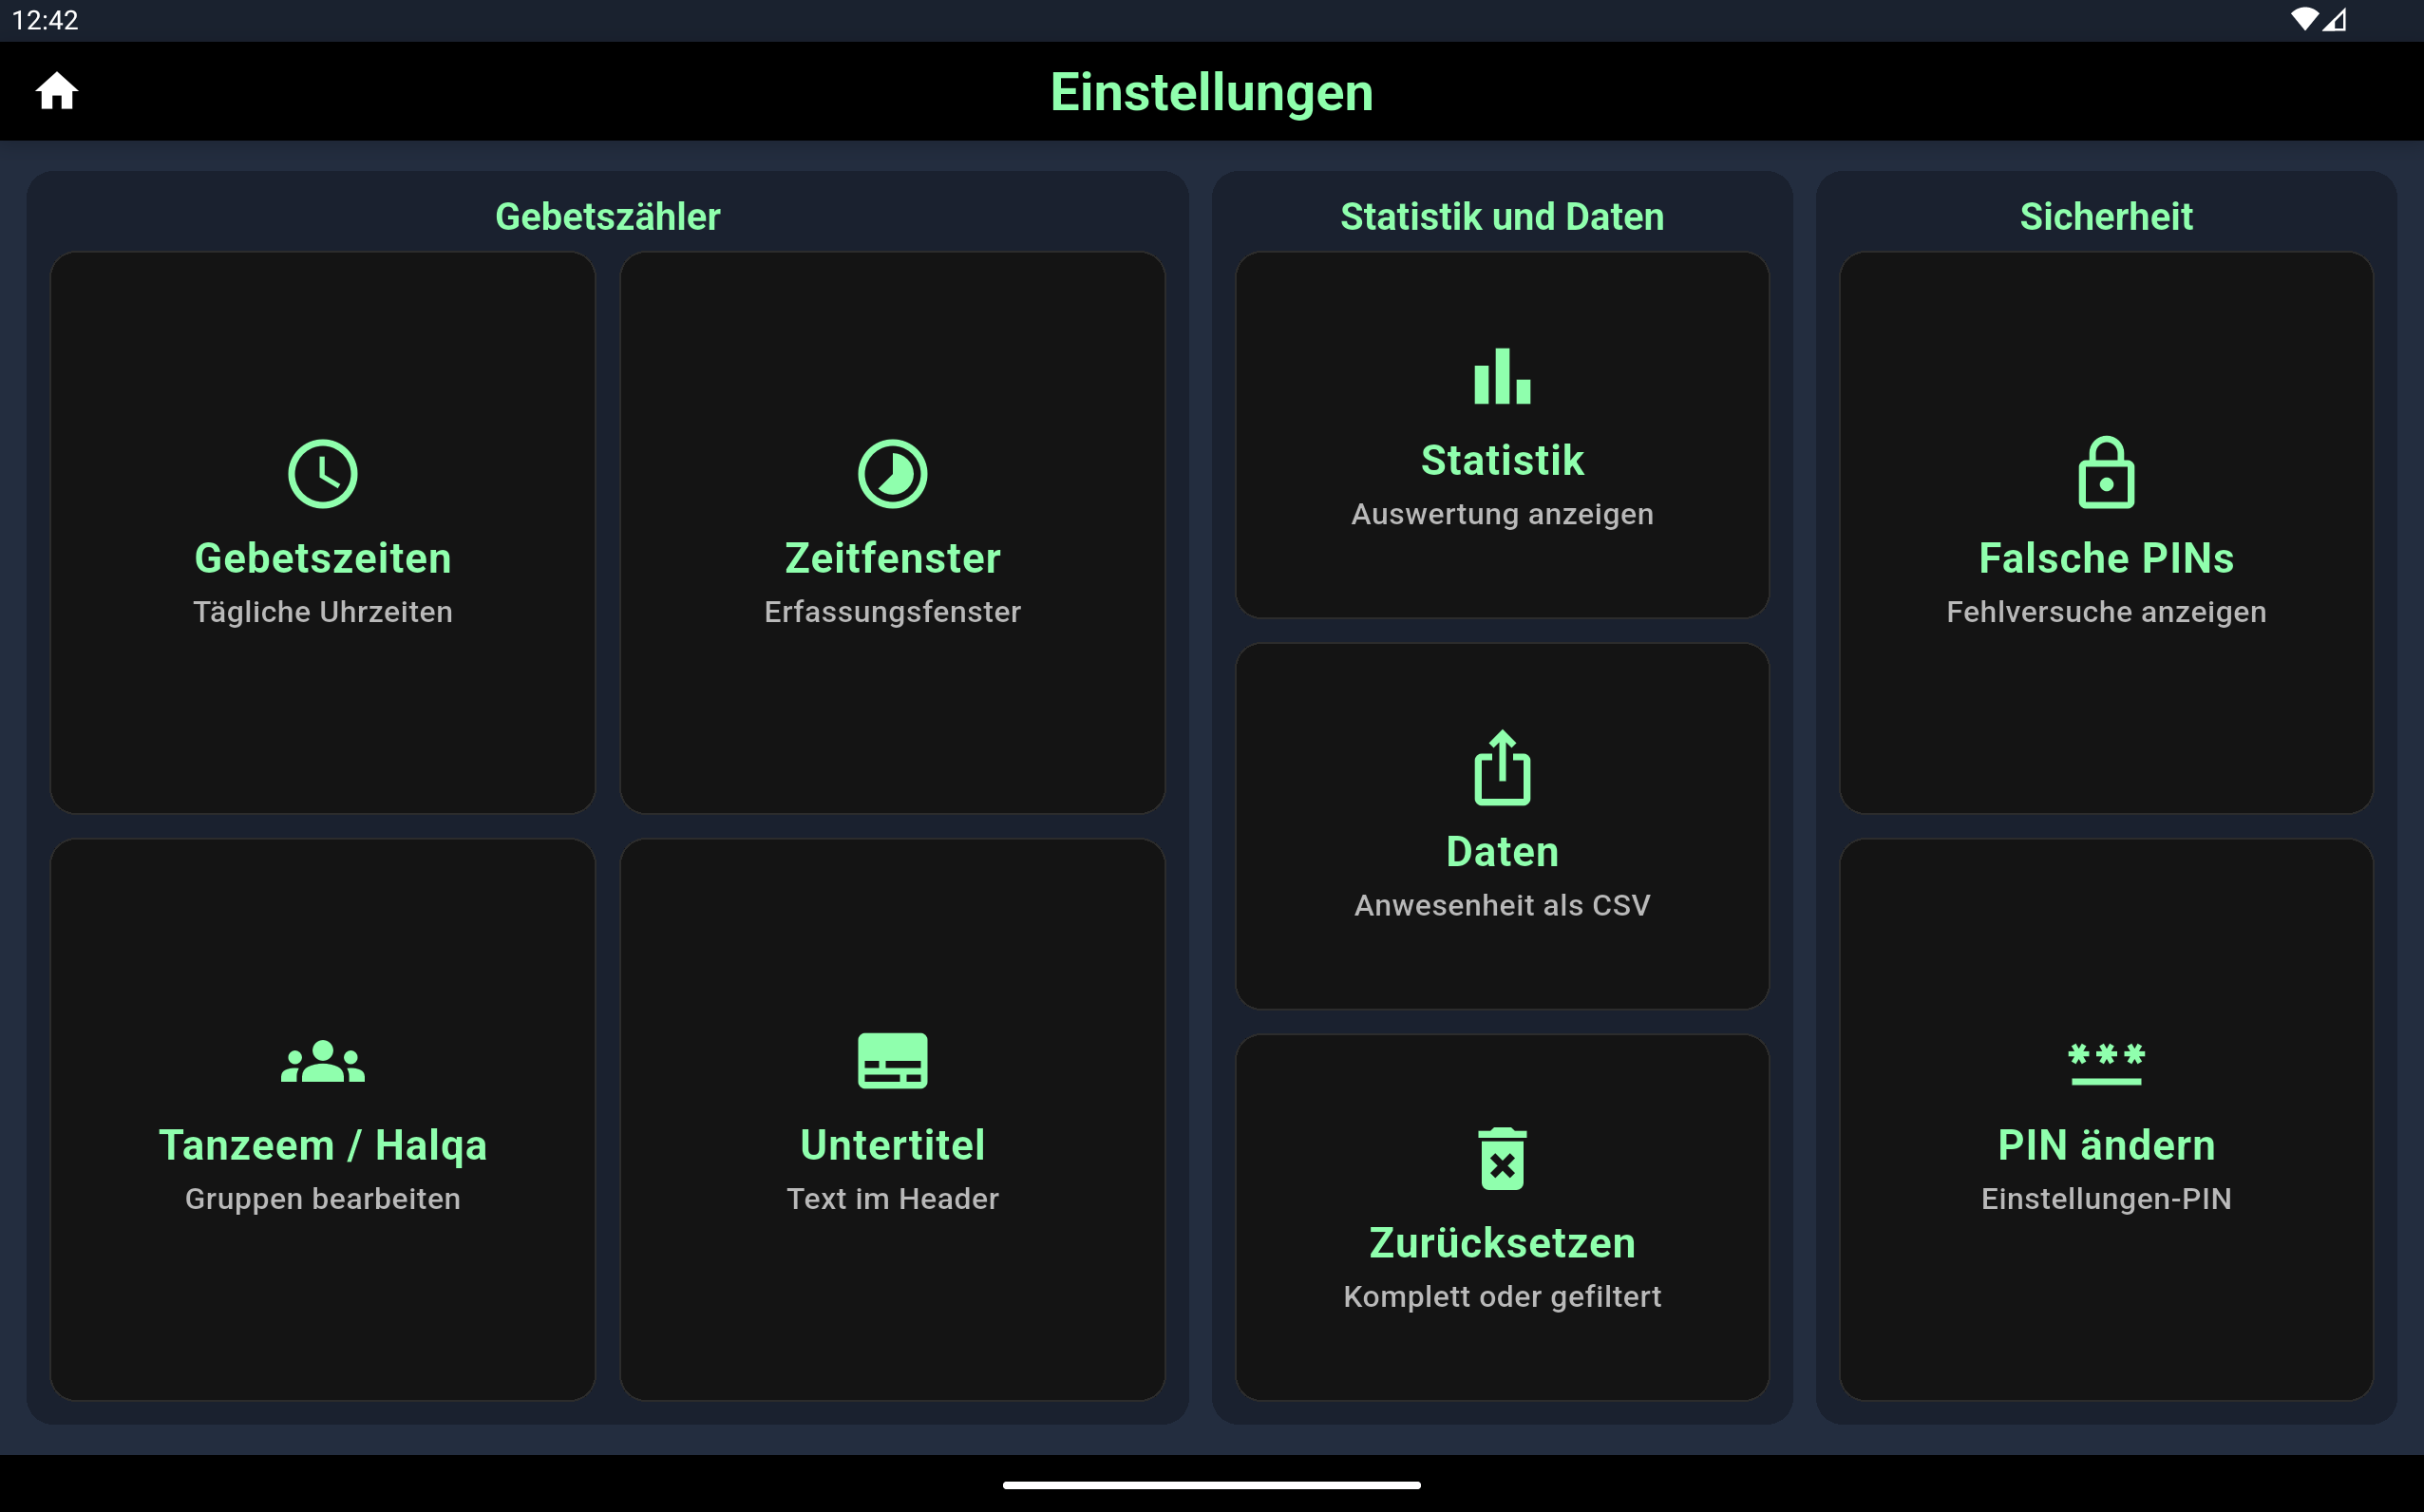 12:42
Einstellungen
Gebetszähler
Gebetszeiten
Tägliche Uhrzeiten
Zeitfenster
Erfassungsfenster
Tanzeem / Halqa
Gruppen bearbeiten
Untertitel
Text im Header
Statistik und Daten
Statistik
Auswertung anzeigen
Daten
Anwesenheit als CSV
Zurücksetzen
Komplett oder gefiltert
Sicherheit
Falsche PINs
Fehlversuche anzeigen
***
PIN ändern
Einstellungen-PIN